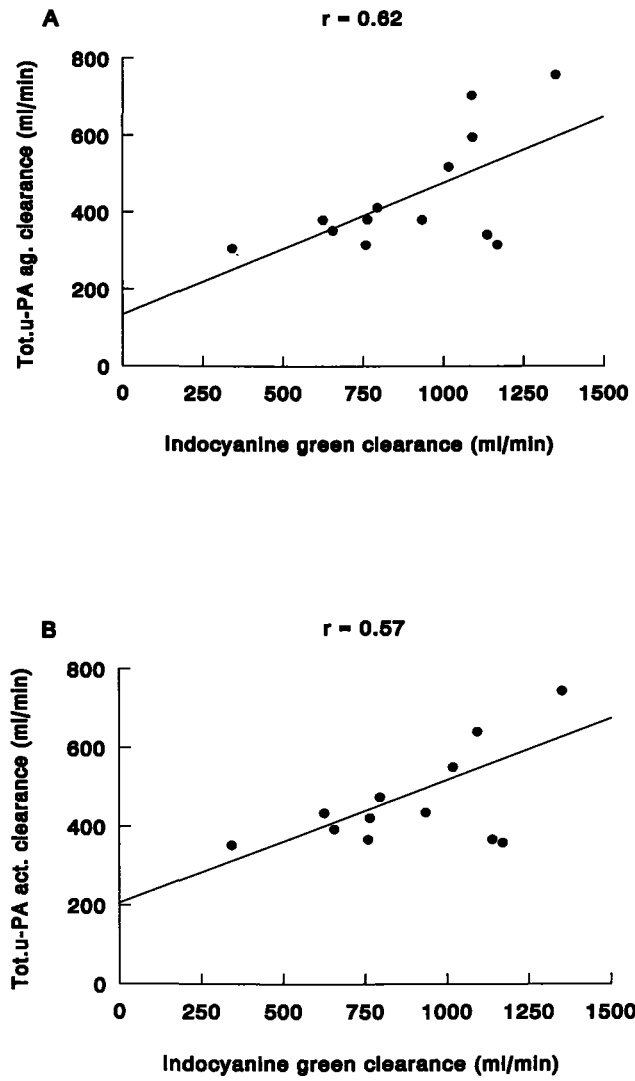 A
r = 0.62
Tot.u-PA ag. clearance (ml/min)
800
600
400
200
0
0 250 500 750 1000 1250 1500
Indocyanine green clearance (ml/min)
B
r = 0.57
Tot.u-PA act. clearance (ml/min)
800
600
400
200
0
0 250 500 750 1000 1250 1500
Indocyanine green clearance (ml/min)